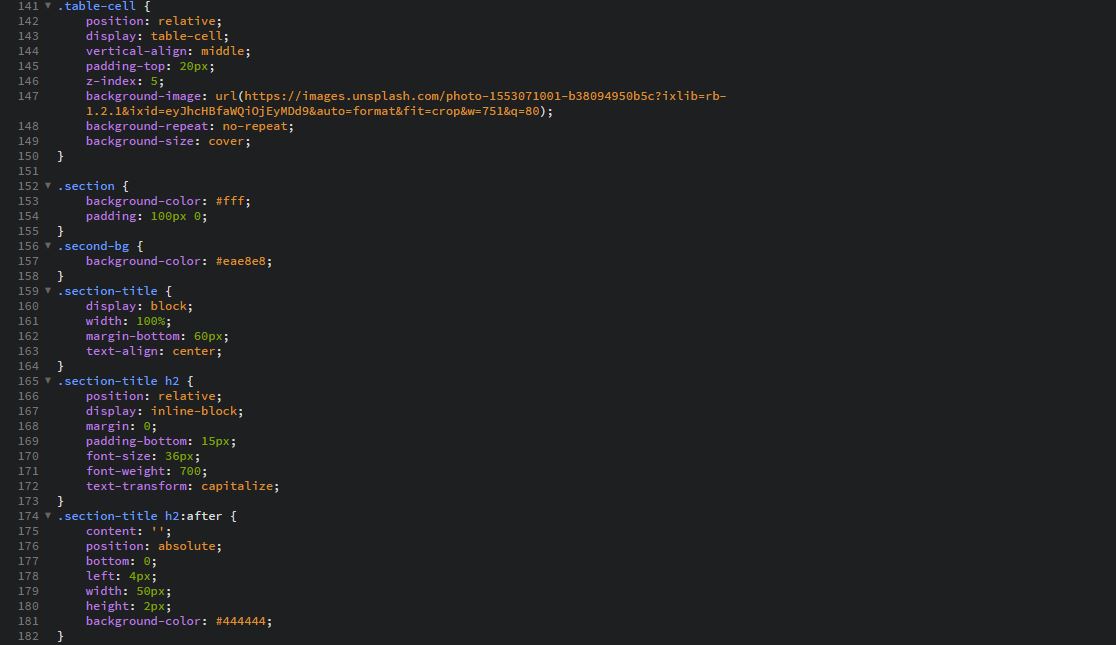 141 .table-cell {
142 position: relative;
143 display: table-cell;
144 vertical-align: middle;
145 padding-top: 20px;
146 z-index: 5;
147 background-image: url(https://images.unsplash.com/photo-1553071001-b38094950b5c?ixlib=rb-
1.2.1&ixid=eyJhcHBfaWQiOjEyMDd9&auto=format&fit=crop&w=751&q=80);
148 background-repeat: no-repeat;
149 background-size: cover;
150 }
151
152 .section {
153 background-color: #fff;
154 padding: 100px 0;
155 }
156 .second-bg {
157 background-color: #eae8e8;
158 }
159 .section-title {
160 display: block;
161 width: 100%;
162 margin-bottom: 60px;
163 text-align: center;
164 }
165 .section-title h2 {
166 position: relative;
167 display: inline-block;
168 margin: 0;
169 padding-bottom: 15px;
170 font-size: 36px;
171 font-weight: 700;
172 text-transform: capitalize;
173 }
174 .section-title h2:after {
175 content: '';
176 position: absolute;
177 bottom: 0;
178 left: 4px;
179 width: 50px;
180 height: 2px;
181 background-color: #444444;
182 }